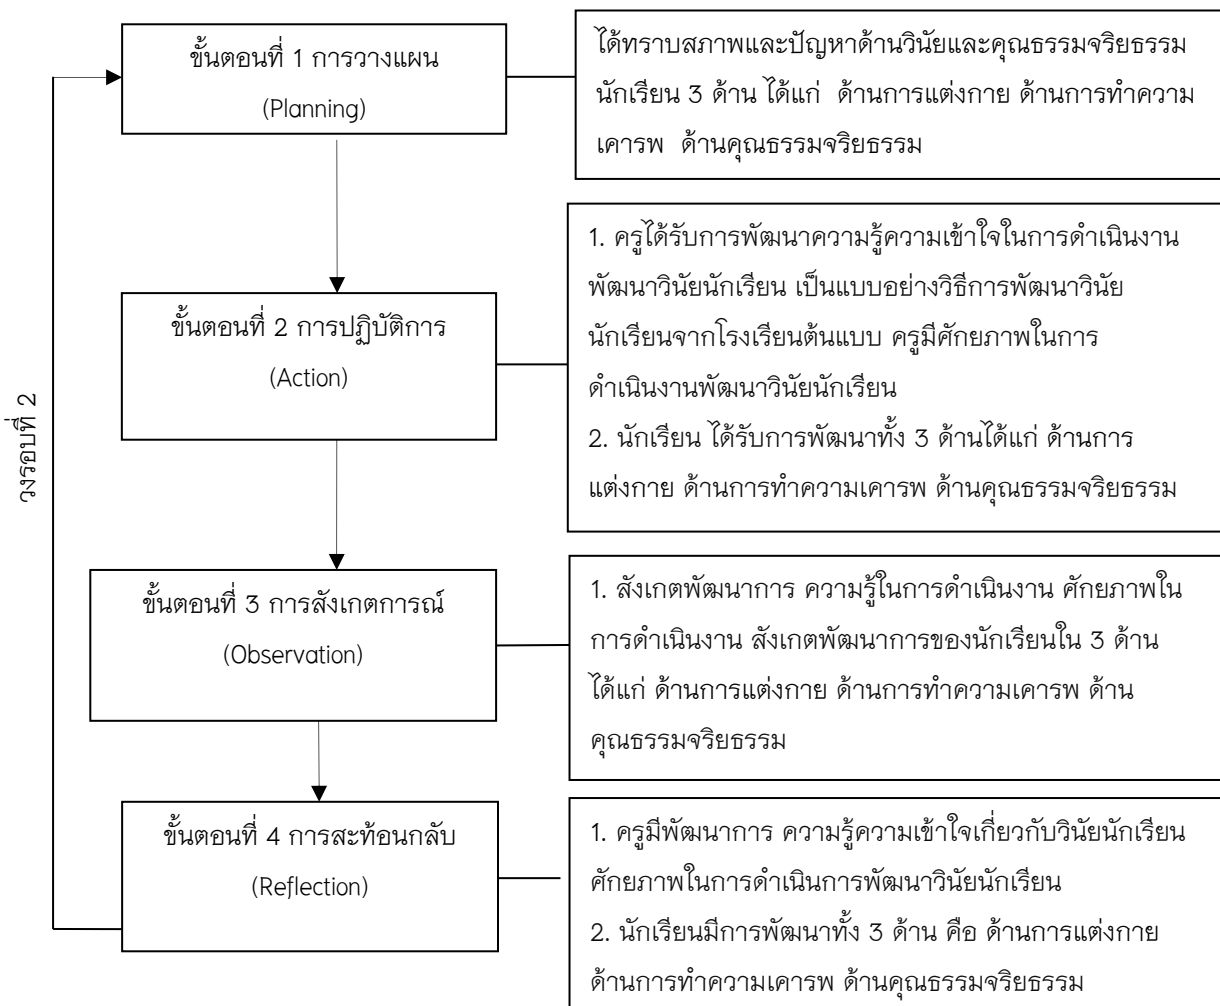 ขั้นตอนที่ 1 การวางแผน
(Planning)
ได้ทราบสภาพและปัญหาด้านวินัยและคุณธรรมจริยธรรม
นักเรียน 3 ด้าน ได้แก่ ด้านการแต่งกาย ด้านการทำความ
เคารพ ด้านคุณธรรมจริยธรรม
ขั้นตอนที่ 2 การปฏิบัติการ
(Action)
1. ครูได้รับการพัฒนาความรู้ความเข้าใจในการดำเนินงาน
พัฒนาวินัยนักเรียน เป็นแบบอย่างวิธีการพัฒนาวินัย
นักเรียนจากโรงเรียนต้นแบบ ครูมีศักยภาพในการ
ดำเนินงานพัฒนาวินัยนักเรียน
2. นักเรียน ได้รับการพัฒนาทั้ง 3 ด้านได้แก่ ด้านการ
แต่งกาย ด้านการทำความเคารพ ด้านคุณธรรมจริยธรรม
วงรอบที่ 2
ขั้นตอนที่ 3 การสังเกตการณ์
(Observation)
1. สังเกตพัฒนาการ ความรู้ในการดำเนินงาน ศักยภาพใน
การดำเนินงาน สังเกตพัฒนาการของนักเรียนใน 3 ด้าน
ได้แก่ ด้านการแต่งกาย ด้านการทำความเคารพ ด้าน
คุณธรรมจริยธรรม
ขั้นตอนที่ 4 การสะท้อนกลับ
(Reflection)
1. ครูมีพัฒนาการ ความรู้ความเข้าใจเกี่ยวกับวินัยนักเรียน
ศักยภาพในการดำเนินการพัฒนาวินัยนักเรียน
2. นักเรียนมีการพัฒนาทั้ง 3 ด้าน คือ ด้านการแต่งกาย
ด้านการทำความเคารพ ด้านคุณธรรมจริยธรรม